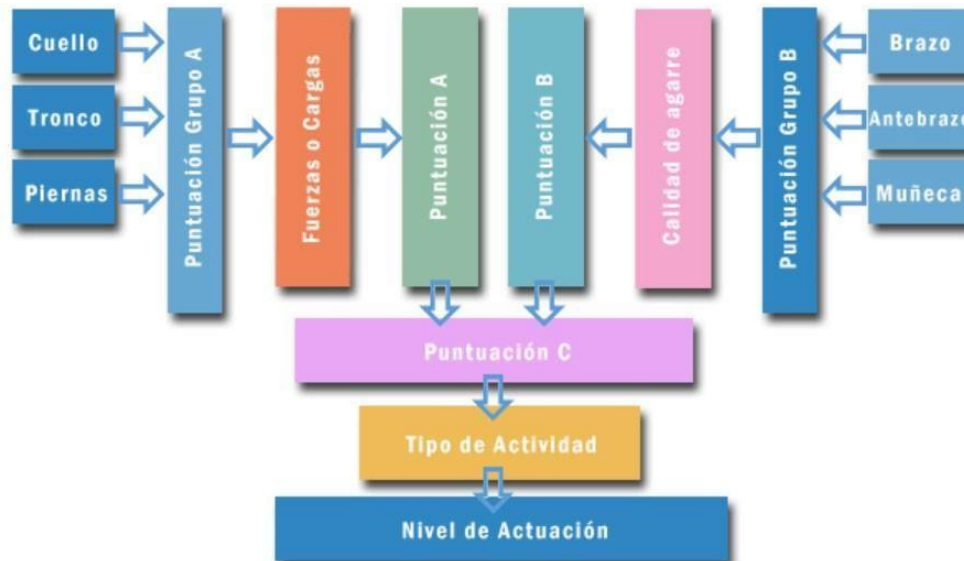 Cuello
Tronco
Piernas
Puntuación Grupo A
Fuerzas o Cargas
Puntuación A
Puntuación B
Calidad de agarre
Puntuación Grupo B
Brazo
Antebrazo
Muñeca
Puntuación C
Tipo de Actividad
Nivel de Actuación